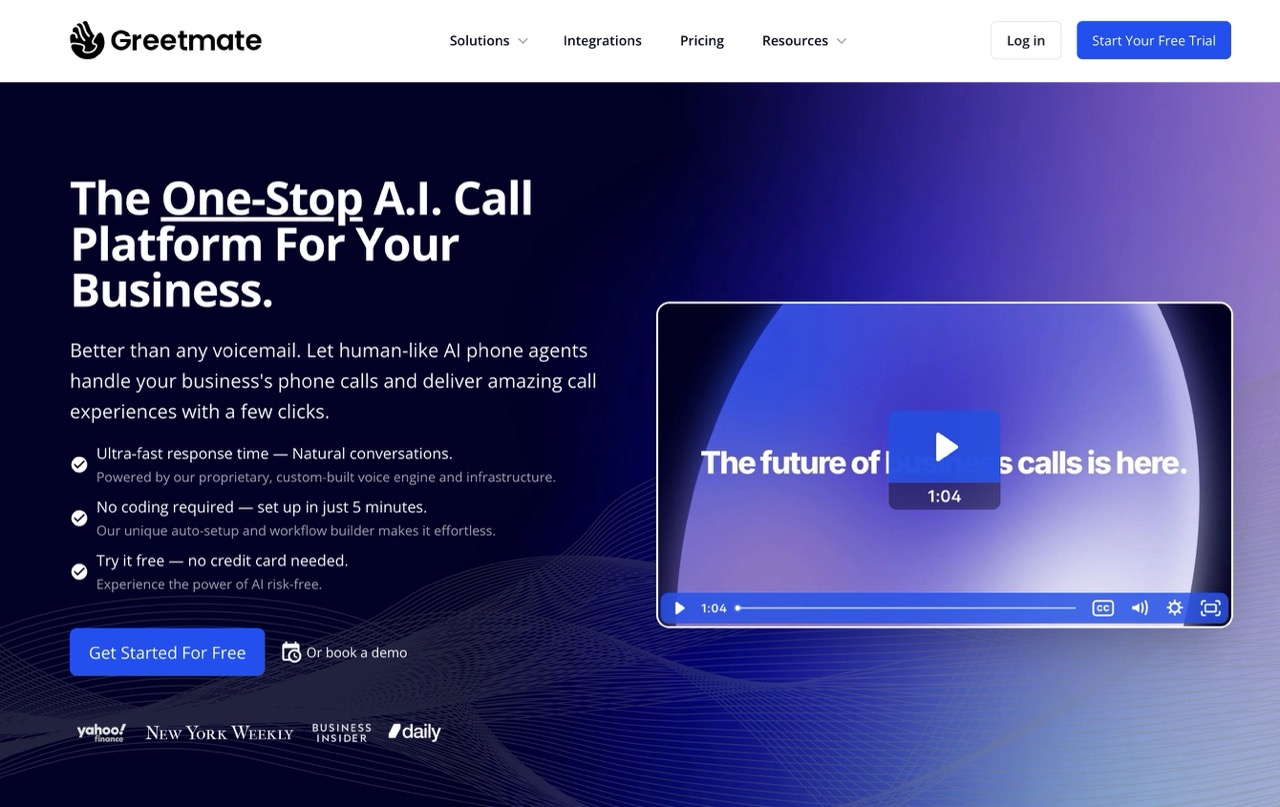 Greetmate
Solutions
Integrations
Pricing
Resources
Log in
Start Your Free Trial
The One-Stop A.I. Call
Platform For Your
Business.
Better than any voicemail. Let human-like AI phone agents
handle your business's phone calls and deliver amazing call
experiences with a few clicks.
Ultra-fast response time — Natural conversations.
Powered by our proprietary, custom-built voice engine and infrastructure.
No coding required — set up in just 5 minutes.
Our unique auto-setup and workflow builder makes it effortless.
Try it free — no credit card needed.
Experience the power of AI risk-free.
Get Started For Free
Or book a demo
yahoo!
finance
New York Weekly
BUSINESS
INSIDER
daily
The future of business calls is here.
1:04
1:04
CC